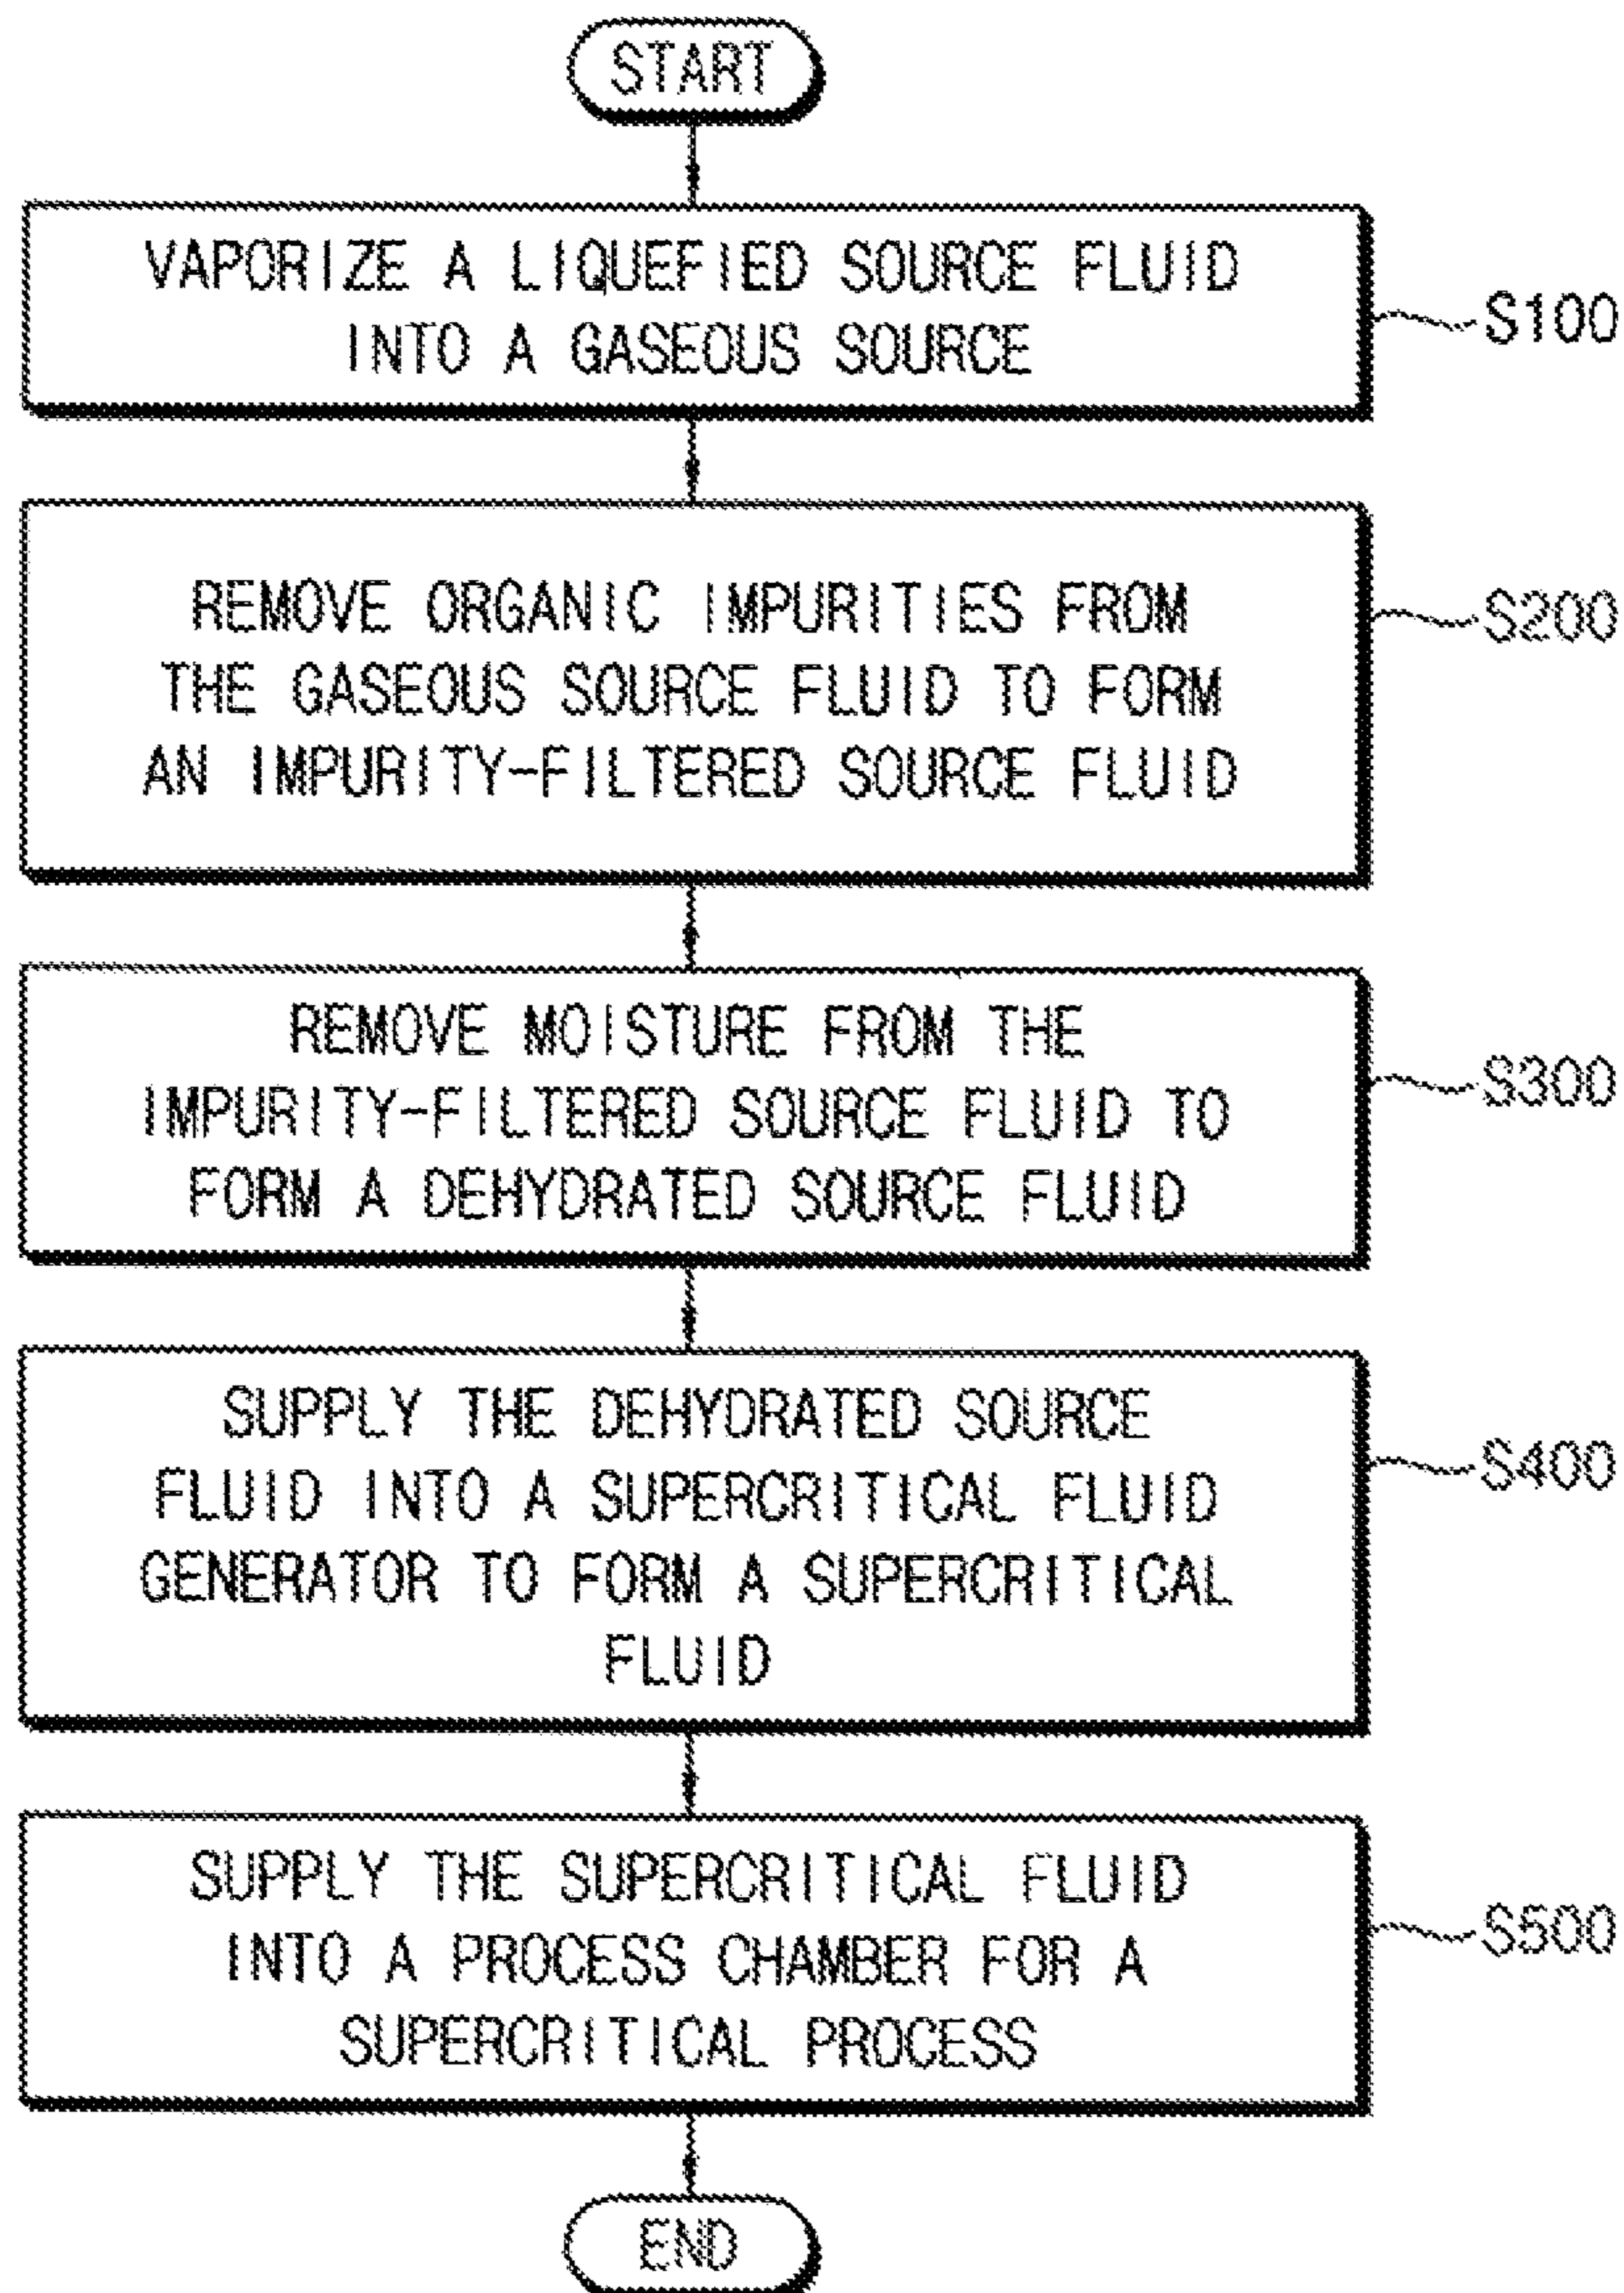 START
VAPORIZE A LIQUEFIED SOURCE FLUID
INTO A GASEOUS SOURCE
S100
REMOVE ORGANIC IMPURITIES FROM
THE GASEOUS SOURCE FLUID TO FORM
AN IMPURITY-FILTERED SOURCE FLUID
S200
REMOVE MOISTURE FROM THE
IMPURITY-FILTERED SOURCE FLUID TO
FORM A DEHYDRATED SOURCE FLUID
S300
SUPPLY THE DEHYDRATED SOURCE
FLUID INTO A SUPERCRITICAL FLUID
GENERATOR TO FORM A SUPERCRITICAL
FLUID
S400
SUPPLY THE SUPERCRITICAL FLUID
INTO A PROCESS CHAMBER FOR A
SUPERCRITICAL PROCESS
S500
END